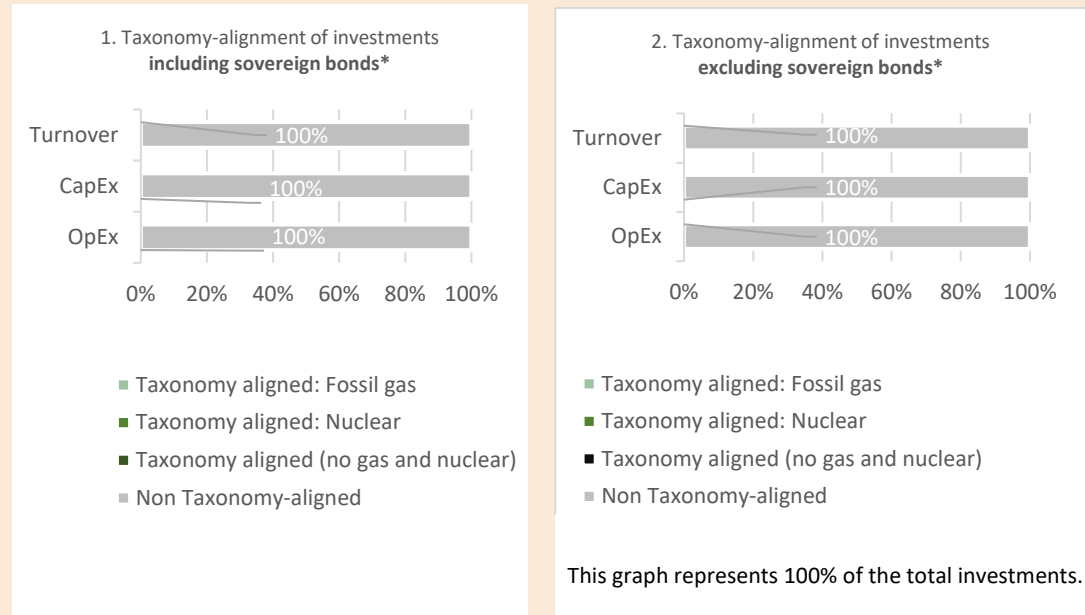 1. Taxonomy-alignment of investments
including sovereign bonds*
Turnover
100%
CapEx
100%
OpEx
100%
0% 20% 40% 60% 80% 100%
Taxonomy aligned: Fossil gas
Taxonomy aligned: Nuclear
Taxonomy aligned (no gas and nuclear)
Non Taxonomy-aligned
2. Taxonomy-alignment of investments
excluding sovereign bonds*
Turnover
100%
CapEx
100%
OpEx
100%
0% 20% 40% 60% 80% 100%
Taxonomy aligned: Fossil gas
Taxonomy aligned: Nuclear
Taxonomy aligned (no gas and nuclear)
Non Taxonomy-aligned
This graph represents 100% of the total investments.